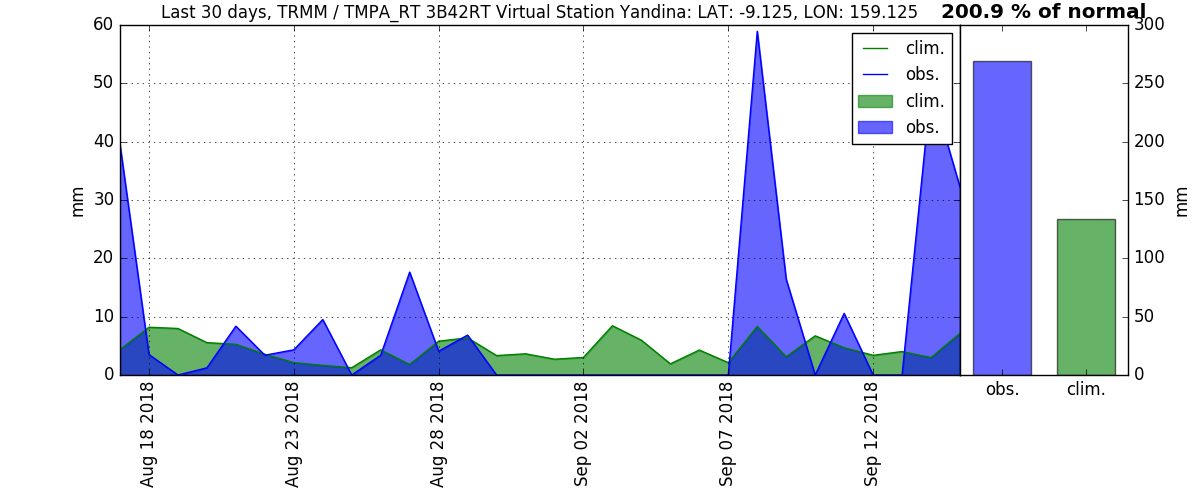 Last 30 days, TRMM / TMPA_RT 3B42RT Virtual Station Yandina: LAT: -9.125, LON: 159.125
200.9 % of normal
60
50
40
30
20
10
0
mm
clim.
obs.
clim.
obs.
300
250
200
150
100
50
0
mm
Aug 18 2018
Aug 23 2018
Aug 28 2018
Sep 02 2018
Sep 07 2018
Sep 12 2018
obs.
clim.